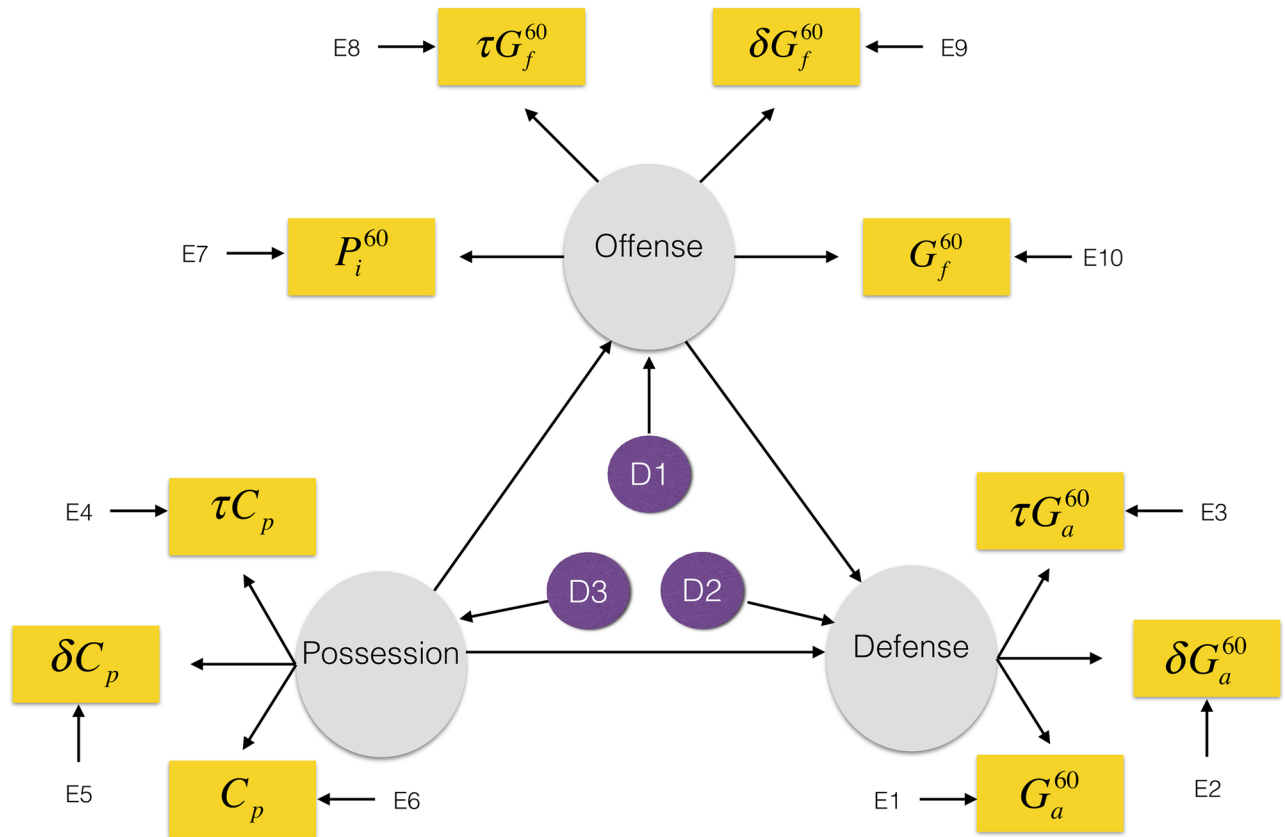 E8
τG_f^60
δG_f^60
E9
E7
P_i^60
Offense
G_f^60
E10
D1
E4
τC_p
τG_a^60
E3
D3
D2
δC_p
Possession
Defense
δG_a^60
E5
C_p
E6
E1
G_a^60
E2